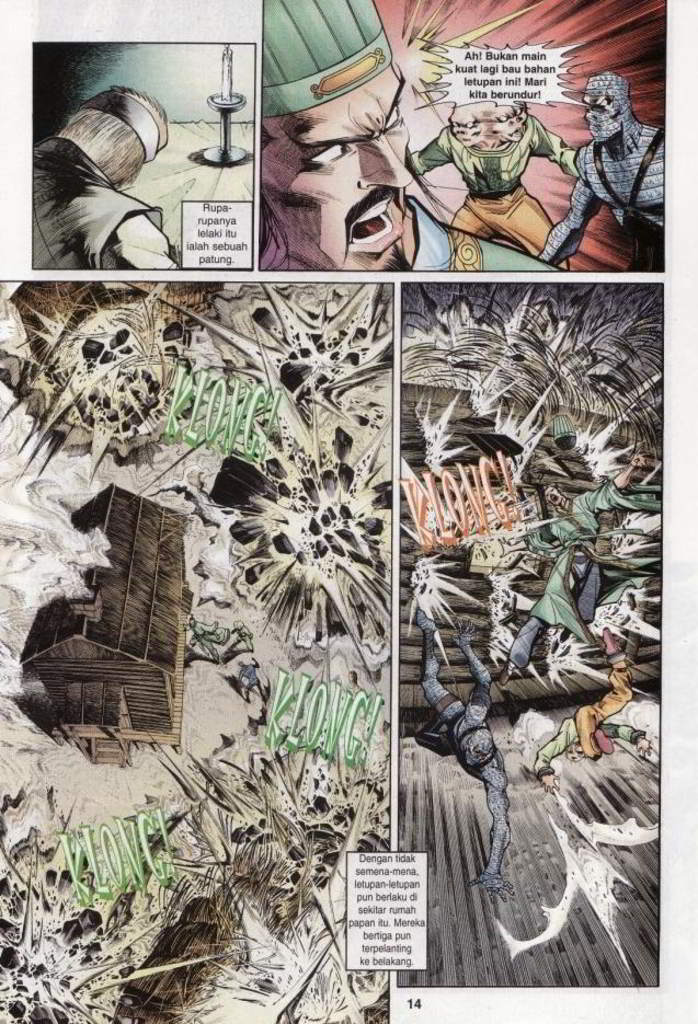 Rupa-
rupanya
lelaki itu
ialah sebuah
patung.
Ah! Bukan main
kuat lagi bau bahan
letupan ini! Mari
kita berundur!
KLONG!
KLONG!
KLONG!
KLONG!
Dengan tidak
semena-mena,
letupan-letupan
pun berlaku di
sekitar rumah
papan itu. Mereka
bertiga pun
terpelanting
ke belakang.
14